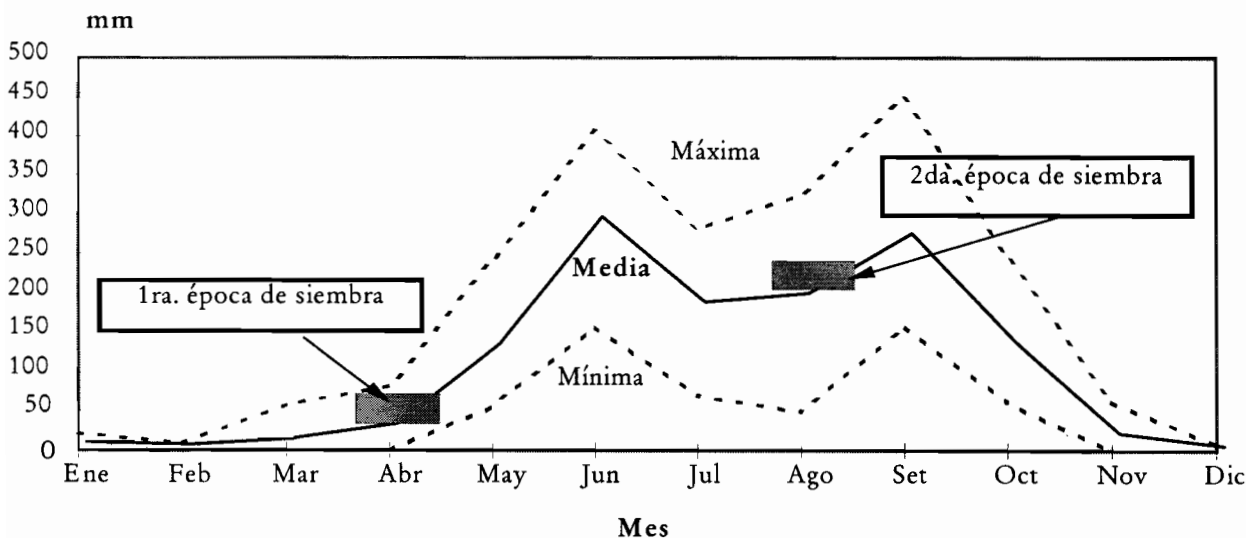 mm
500
450
400
350
300
250
200
150
100
50
0
Máxima
2da. época de siembra
Media
1ra. época de siembra
Mínima
Ene Feb Mar Abr May Jun Jul Ago Set Oct Nov Dic
Mes